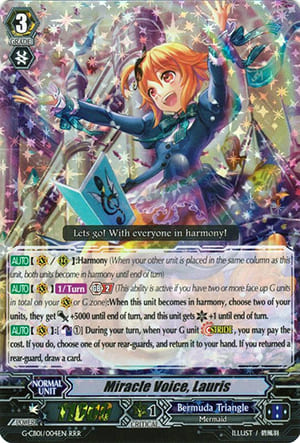 3
GRADE
Lets go! With everyone in harmony!
AUTO [ / ]:Harmony (When your other unit is placed in the same column as this unit, both units become in harmony until end of turn)
AUTO [ / ] 1/Turn GB 2 (This ability is active if you have two or more face up G units in total on your or G zone):When this unit becomes in harmony, choose two of your units, they get +5000 until end of turn, and this unit gets +1 until end of turn.
AUTO [ / ]: 1 During your turn, when your G unit STRIDE, you may pay the cost. If you do, choose one of your rear-guards, and return it to your hand. If you returned a rear-guard, draw a card.
NORMAL UNIT
Miracle Voice, Lauris
POWER
1
CRITICAL
Bermuda Triangle
Mermaid
G-CB01/004EN RRR
ILLUST /